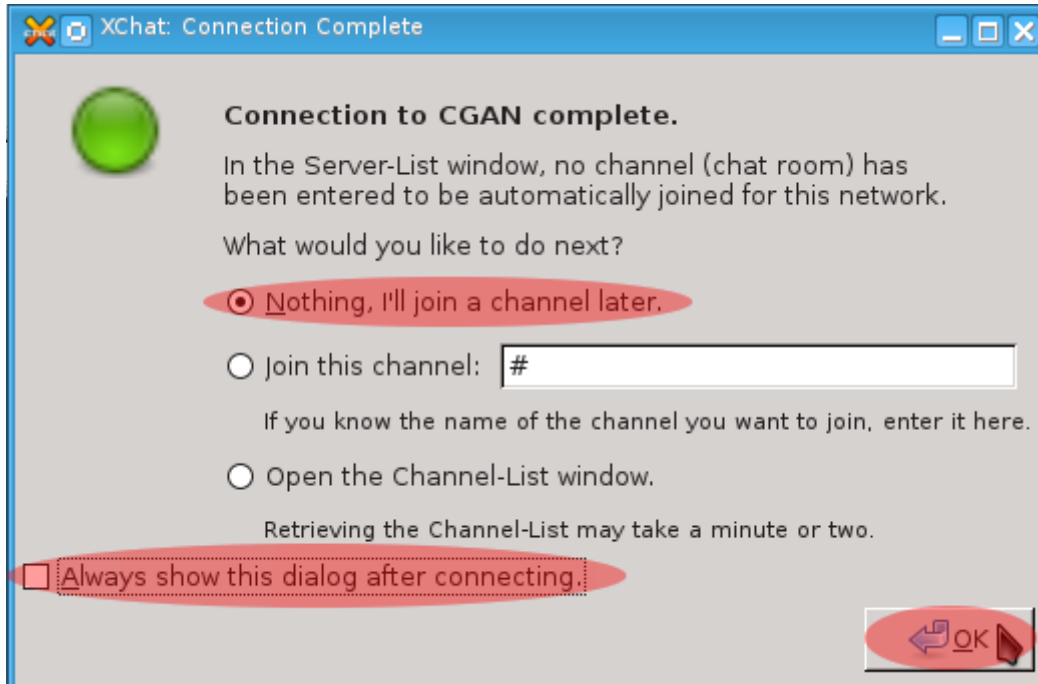 XChat: Connection Complete
Connection to CGAN complete.
In the Server-List window, no channel (chat room) has
been entered to be automatically joined for this network.
What would you like to do next?
Nothing, I'll join a channel later.
Join this channel: #
If you know the name of the channel you want to join, enter it here.
Open the Channel-List window.
Retrieving the Channel-List may take a minute or two.
Always show this dialog after connecting.
OK